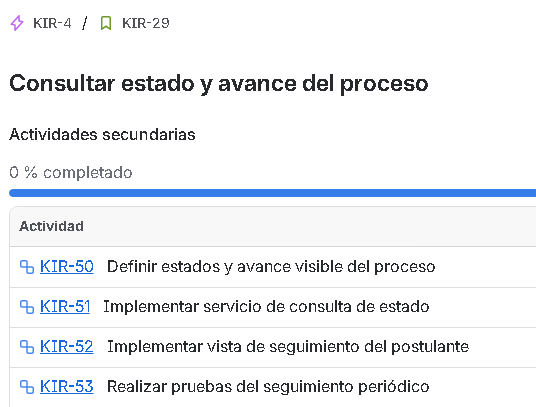 KIR-4 / KIR-29
Consultar estado y avance del proceso
Actividades secundarias
0 % completado
Actividad
KIR-50 Definir estados y avance visible del proceso
KIR-51 Implementar servicio de consulta de estado
KIR-52 Implementar vista de seguimiento del postulante
KIR-53 Realizar pruebas del seguimiento periódico